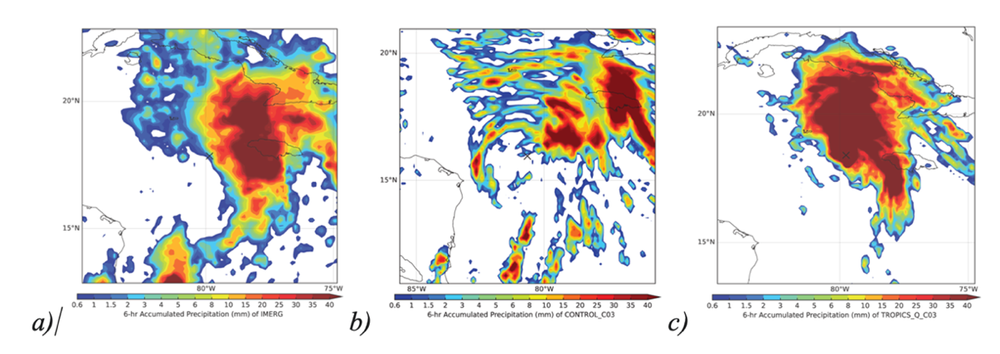 20°N
15°N
80°W
75°W
0.6 1 1.5 2 3 4 5 6 8 10 15 20 25 30 35 40
6-hr Accumulated Precipitation (mm) of IMERG
a)/
20°N
15°N
85°W
80°W
0.6 1 1.5 2 3 4 5 6 8 10 15 20 25 30 35 40
6-hr Accumulated Precipitation (mm) of CONTROL_C03
b)
20°N
15°N
80°W
75°W
0.6 1 1.5 2 3 4 5 6 8 10 15 20 25 30 35 40
6-hr Accumulated Precipitation (mm) of TROPICS_Q_C03
c)